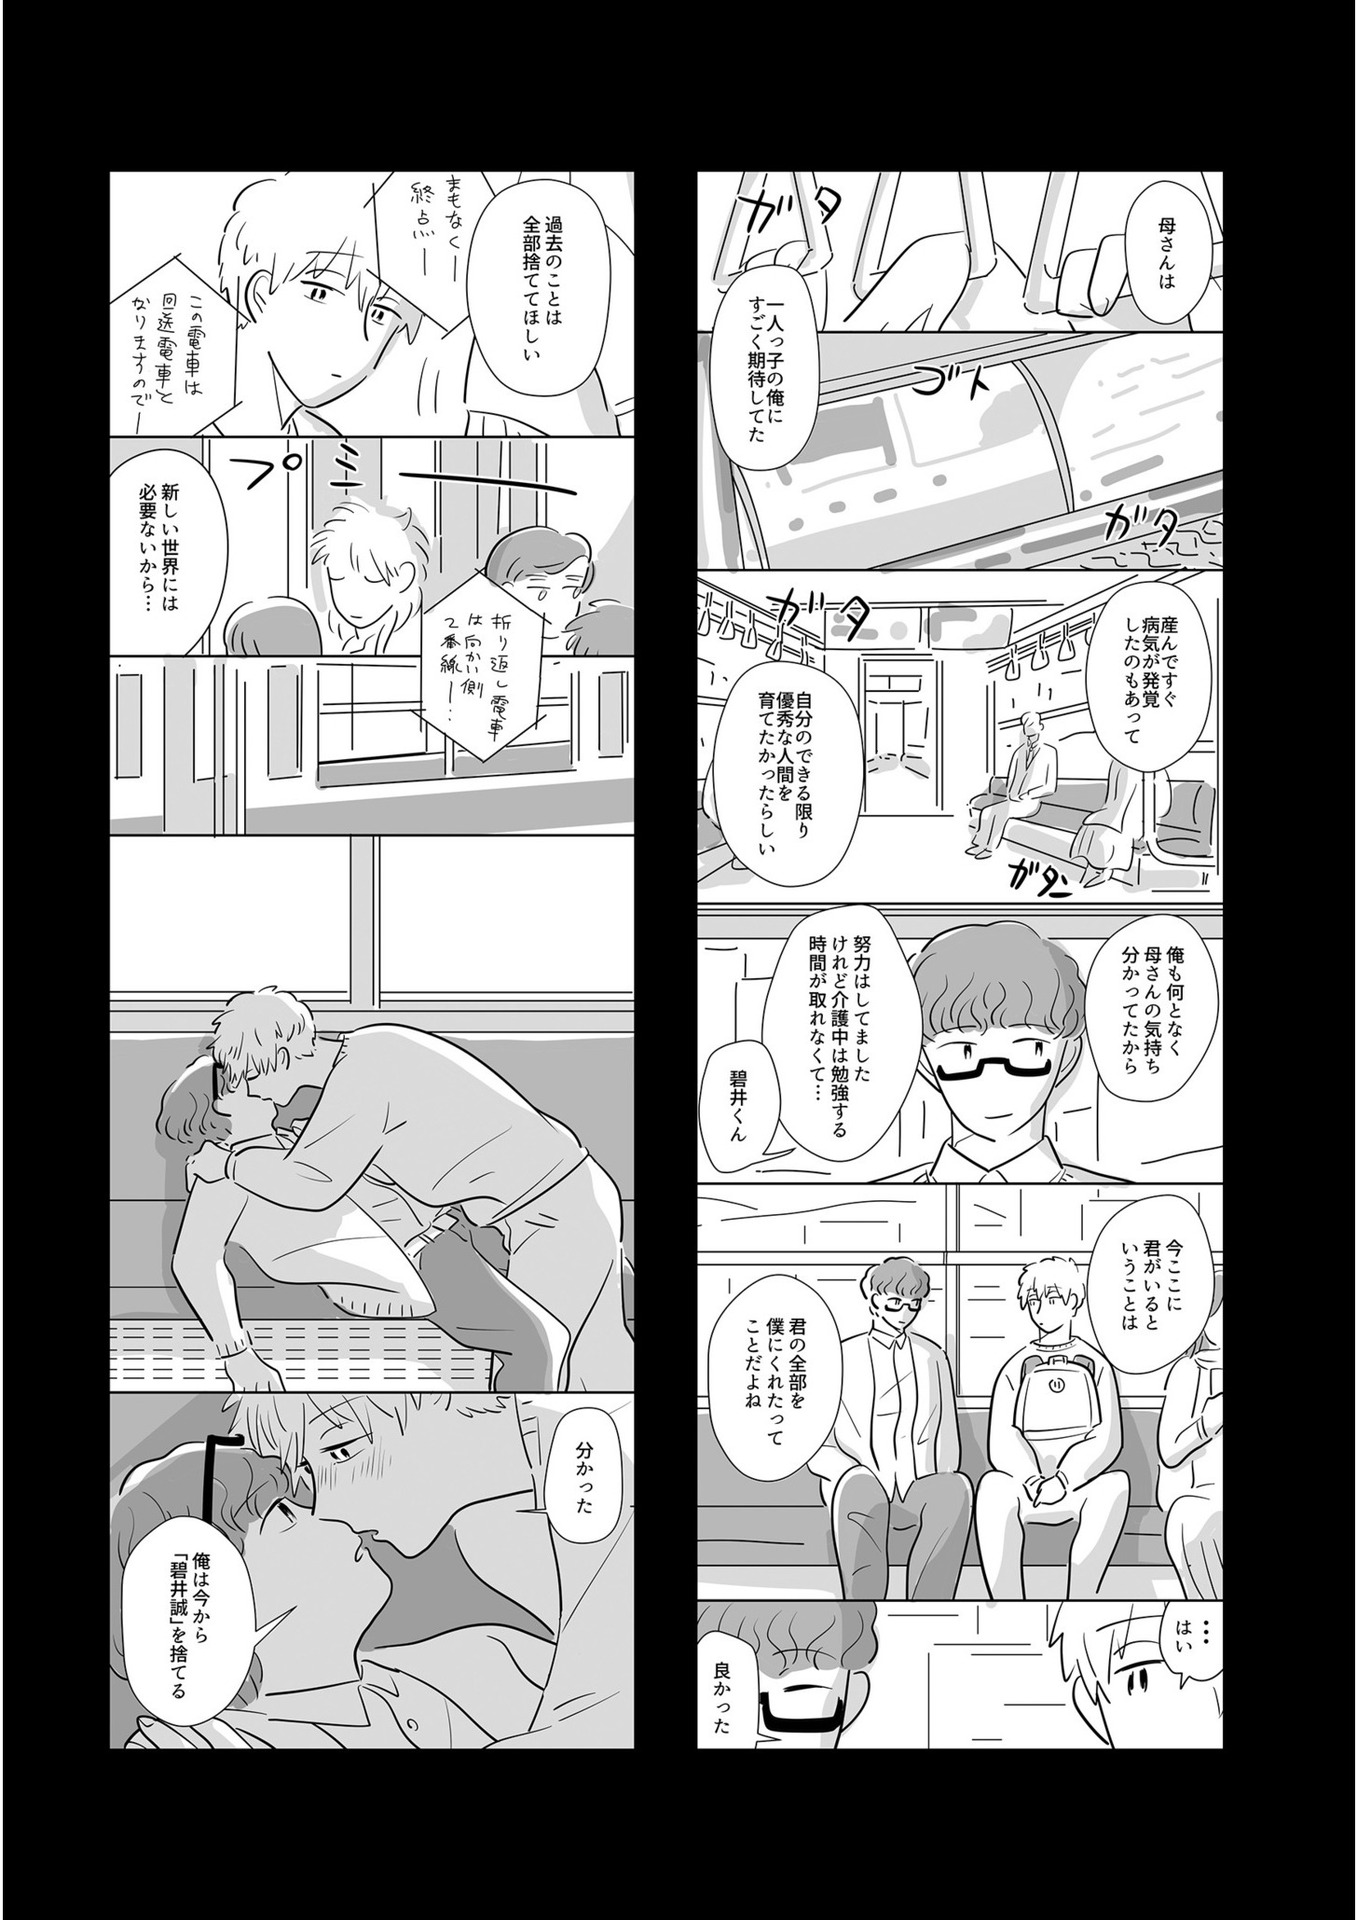 母さんは
ガタ
一人っ子の俺に
すごく期待してた
ゴト
ガタ
産んですぐ
病気が発覚
したのもあって
ガタ
自分のできる限り
優秀な人間を
育てたかったらしい
ガタン
俺も何となく
母さんの気持ち
分かってたから
努力はしてました
けれど介護中は勉強する
時間が取れなくて…
碧井くん
今ここに
君がいると
いうことは
君の全部を
僕にくれたって
ことだよね
…
はい
良かった
過去のことは
全部捨ててほしい
まもなくー
終点ー
この電車は
回送電車と
なりますのでー
プミー
新しい世界には
必要ないから…
折り返し電車
は向かい側
2番線ー…
分かった
俺は今から
「碧井誠」を捨てる